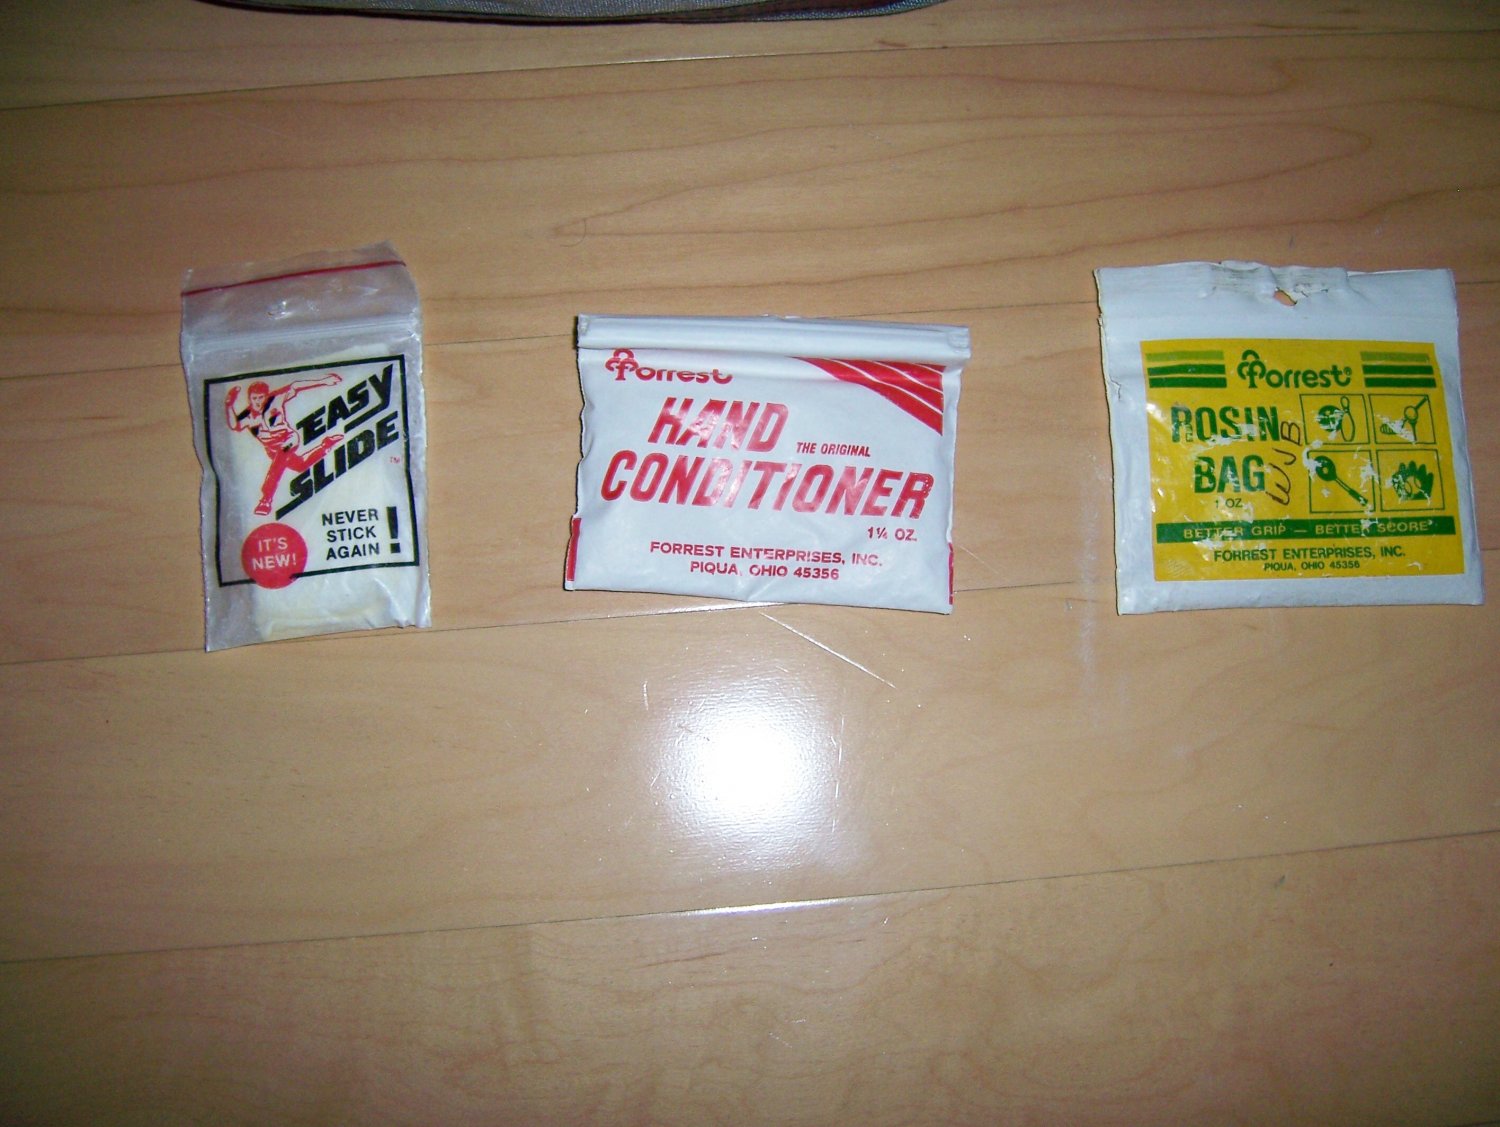 EASY
SLIDE
TM
IT'S
NEW!
NEVER
STICK
AGAIN !
Forrest
HAND
THE ORIGINAL
CONDITIONER
1¼ OZ.
FORREST ENTERPRISES, INC.
PIQUA, OHIO 45356
Forrest®
ROSIN
BAG
WJB
1 OZ
BETTER GRIP — BETTER SCORE
FORREST ENTERPRISES, INC.
PIQUA, OHIO 45356